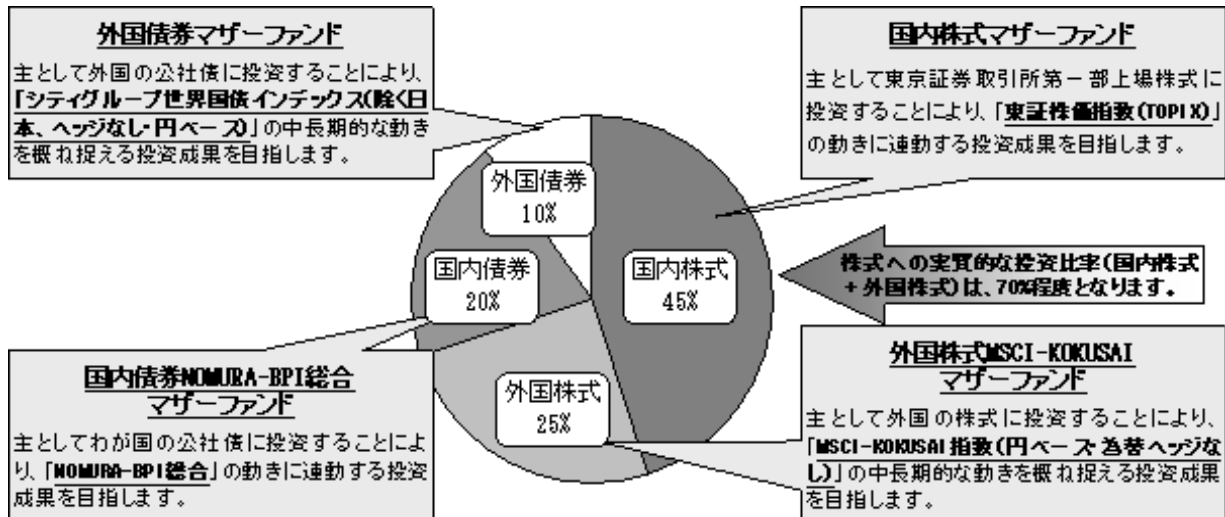 外国債券マザーファンド
主として外国の公社債に投資することにより、
「シティグループ世界国債インデックス(除く日
本、ヘッジなし・円ベース)」の中長期的な動き
を概ね捉える投資成果を目指します。
国内株式マザーファンド
主として東京証券取引所第一部上場株式に
投資することにより、「東証株価指数(TOPIX)」
の動きに連動する投資成果を目指します。
外国債券
10%
国内債券
20%
国内株式
45%
外国株式
25%
株式への実質的な投資比率(国内株式
+外国株式)は、70%程度となります。
国内債券NOMURA-BPI総合
マザーファンド
主としてわが国の公社債に投資することによ
り、「NOMURA-BPI総合」の動きに連動する投資
成果を目指します。
外国株式MSCI-KOKUSAI
マザーファンド
主として外国の株式に投資することにより、
「MSCI-KOKUSAI指数(円ベース・為替ヘッジな
し)」の中長期的な動きを概ね捉える投資成果
を目指します。